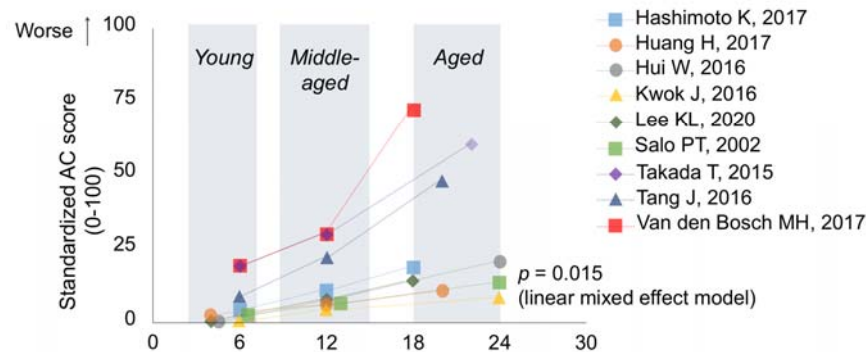 Worse ↑
100
75
50
25
0
Standardized AC score
(0-100)
Young
Middle-
aged
Aged
p = 0.015
(linear mixed effect model)
0 6 12 18 24 30
Hashimoto K, 2017
Huang H, 2017
Hui W, 2016
Kwok J, 2016
Lee KL, 2020
Salo PT, 2002
Takada T, 2015
Tang J, 2016
Van den Bosch MH, 2017